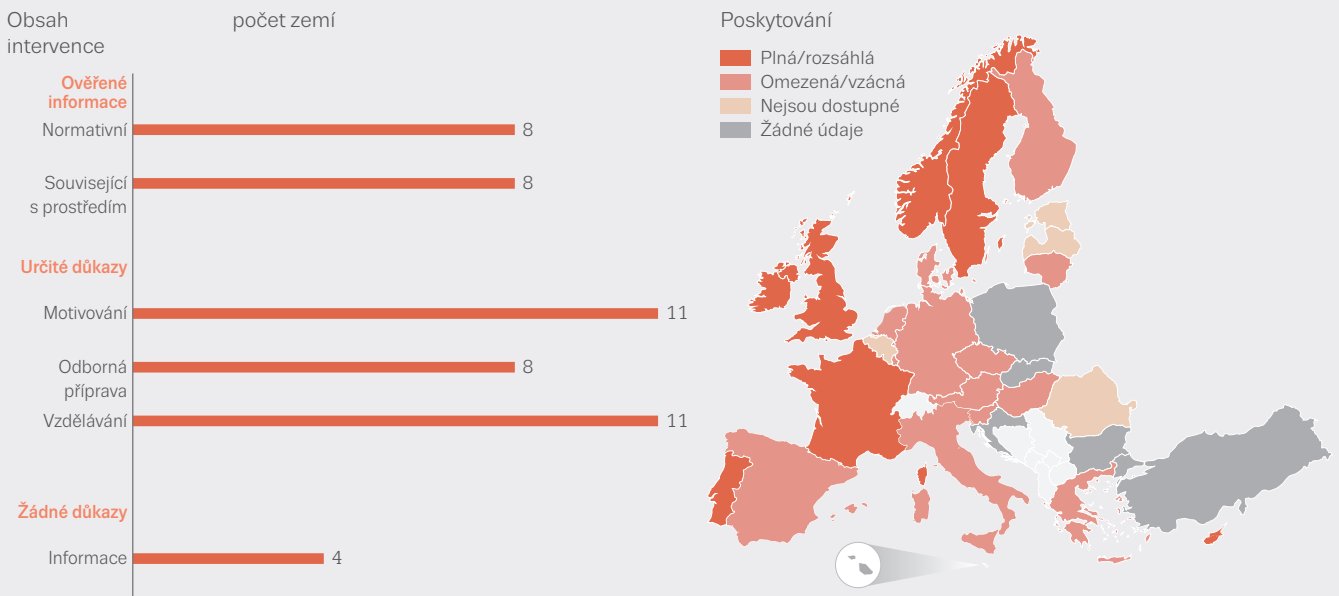 Obsah
intervence
počet zemí
Ověřené
informace
Normativní
8
Související
s prostředím
8
Určité důkazy
Motivování
11
Odborná
příprava
8
Vzdělávání
11
Žádné důkazy
Informace
4
Poskytování
Plná/rozsáhlá
Omezená/vzácná
Nejsou dostupné
Žádné údaje